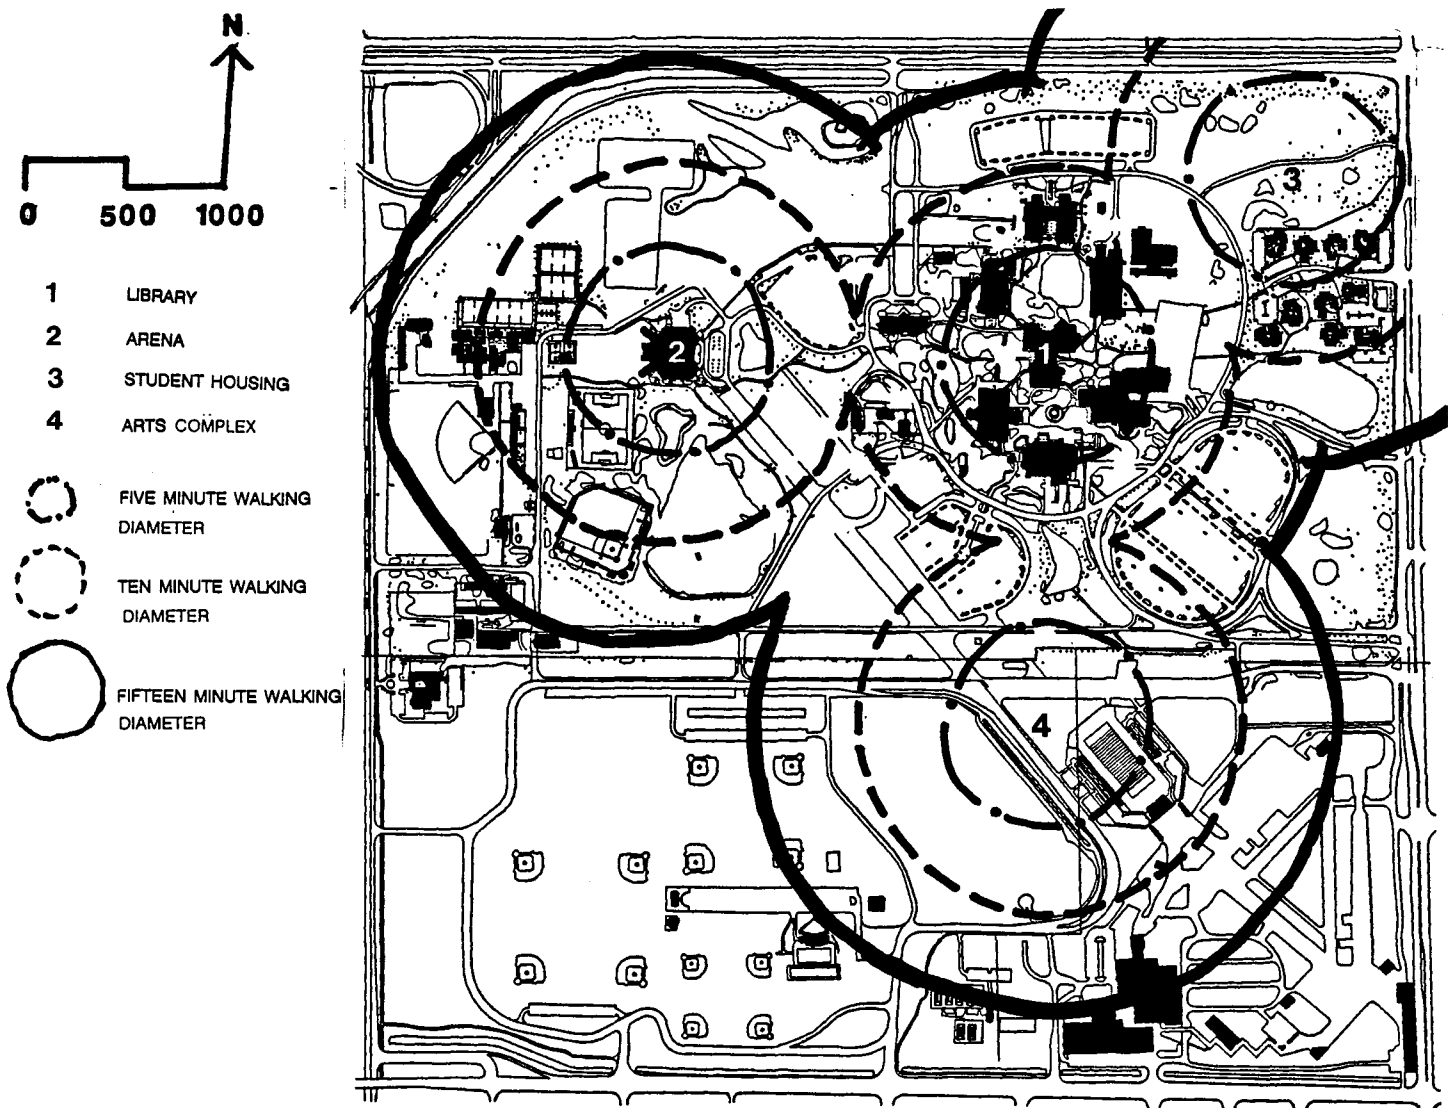 N
0 500 1000
1 LIBRARY
2 ARENA
3 STUDENT HOUSING
4 ARTS COMPLEX
FIVE MINUTE WALKING
DIAMETER
TEN MINUTE WALKING
DIAMETER
FIFTEEN MINUTE WALKING
DIAMETER
3
2
1
4